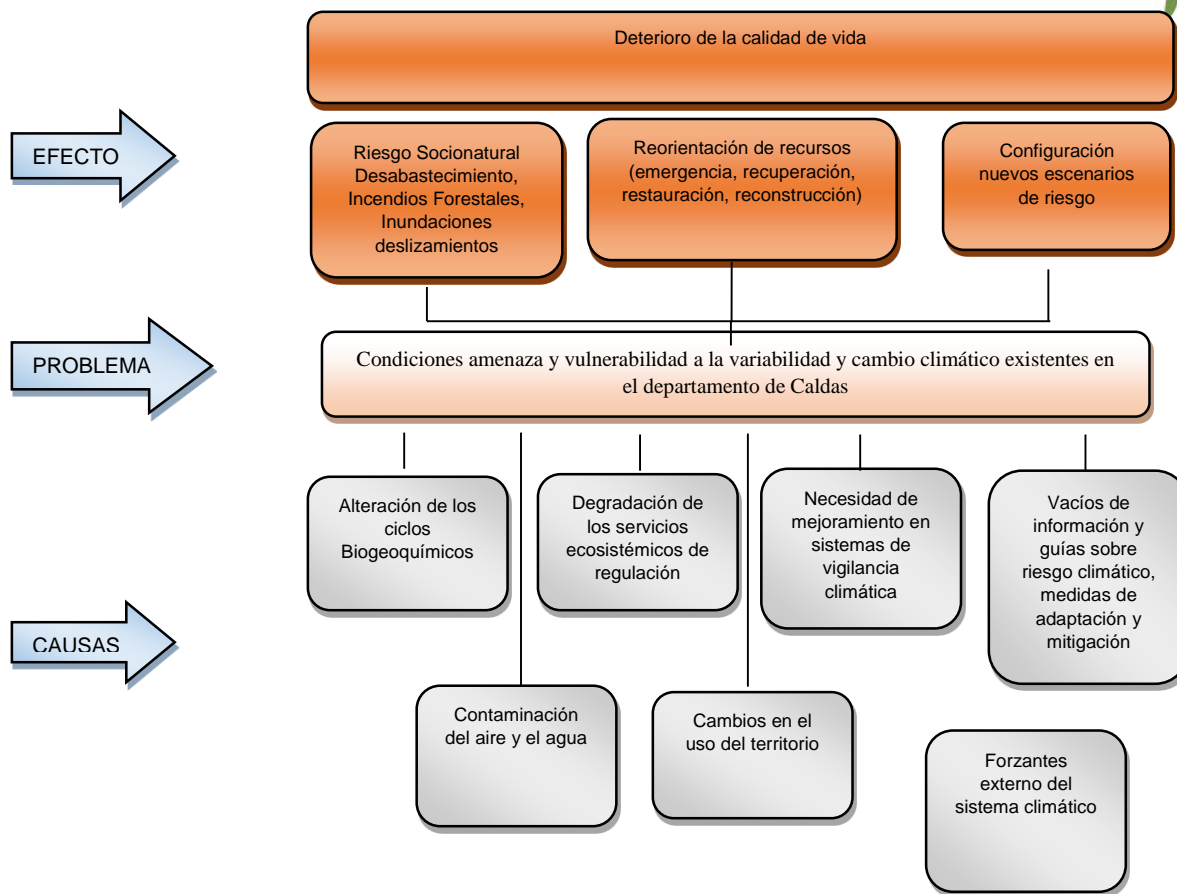 Deterioro de la calidad de vida
EFECTO
Riesgo Socionatural
Desabastecimiento,
Incendios Forestales,
Inundaciones
deslizamientos
Reorientación de recursos
(emergencia, recuperación,
restauración, reconstrucción)
Configuración
nuevos escenarios
de riesgo
PROBLEMA
Condiciones amenaza y vulnerabilidad a la variabilidad y cambio climático existentes en
el departamento de Caldas
Alteración de los
ciclos
Biogeoquímicos
Degradación de
los servicios
ecosistémicos de
regulación
Necesidad de
mejoramiento en
sistemas de
vigilancia
climática
Vacíos de
información y
guías sobre
riesgo climático,
medidas de
adaptación y
mitigación
CAUSAS
Contaminación
del aire y el agua
Cambios en el
uso del territorio
Forzantes
externo del
sistema climático